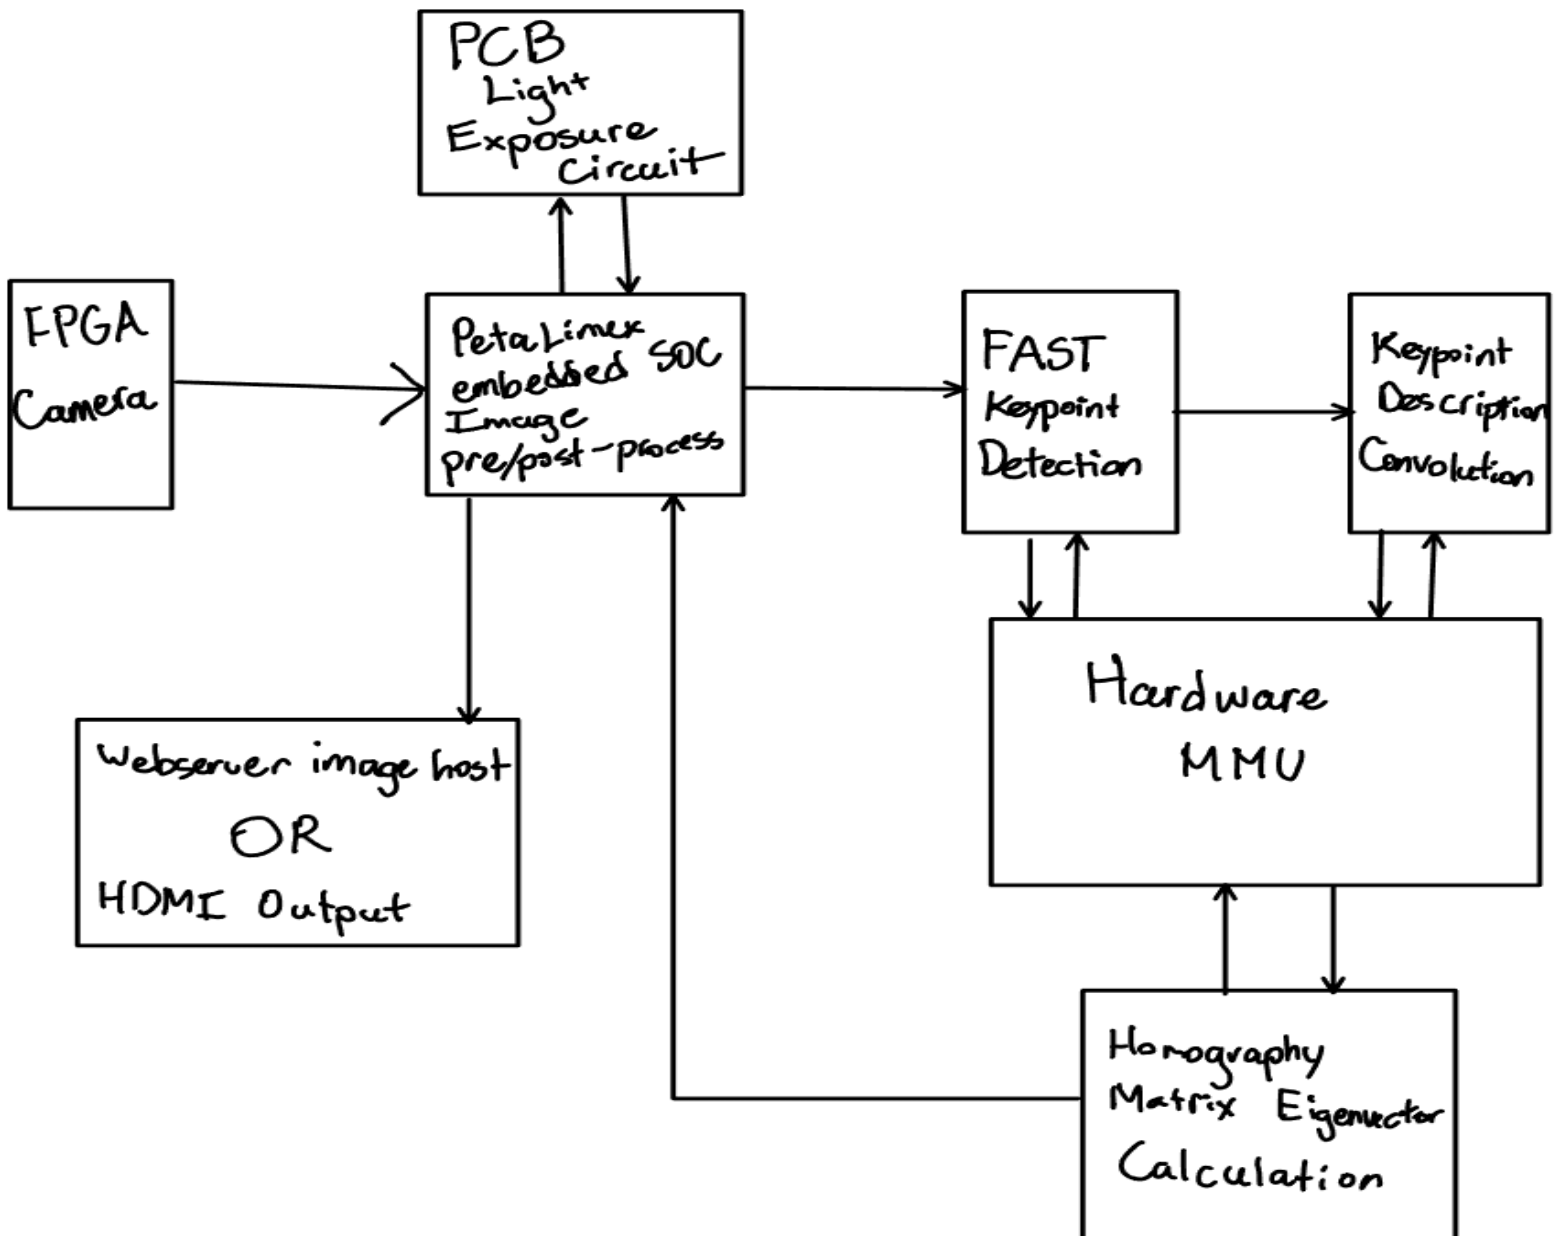 PCB
Light
Exposure
Circuit
FPGA
Camera
PetaLinux
embedded SOC
Image
pre/post-process
FAST
Keypoint
Detection
Keypoint
Description
Convolution
Hardware
MMU
Webserver image host
OR
HDMI Output
Homography
Matrix Eigenvector
Calculation